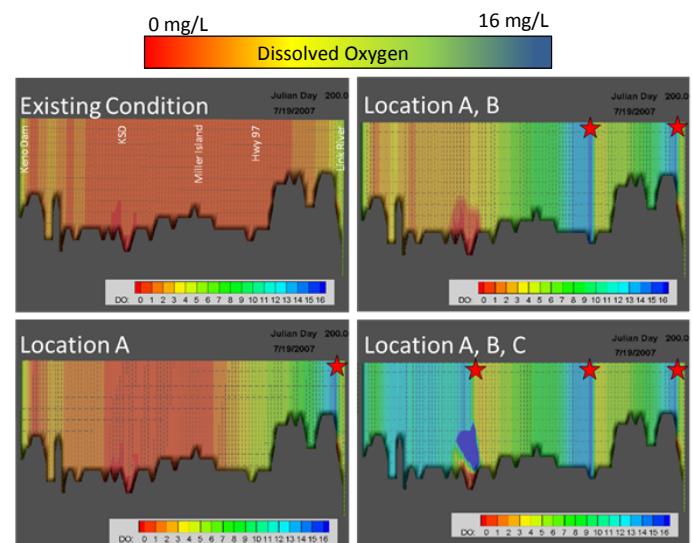 0 mg/L 16 mg/L
Dissolved Oxygen
Existing Condition
Julian Day 200.0
7/19/2007
Keno Dam
KSD
Miller Island
Hwy 97
Link River
DO: 0 1 2 3 4 5 6 7 8 9 10 11 12 13 14 15 16
Location A, B
Julian Day 200.0
7/19/2007
DO: 0 1 2 3 4 5 6 7 8 9 10 11 12 13 14 15 16
Location A
Julian Day 200.0
7/19/2007
DO: 0 1 2 3 4 5 6 7 8 9 10 11 12 13 14 15 16
Location A, B, C
Julian Day 200.0
7/19/2007
DO: 0 1 2 3 4 5 6 7 8 9 10 11 12 13 14 15 16